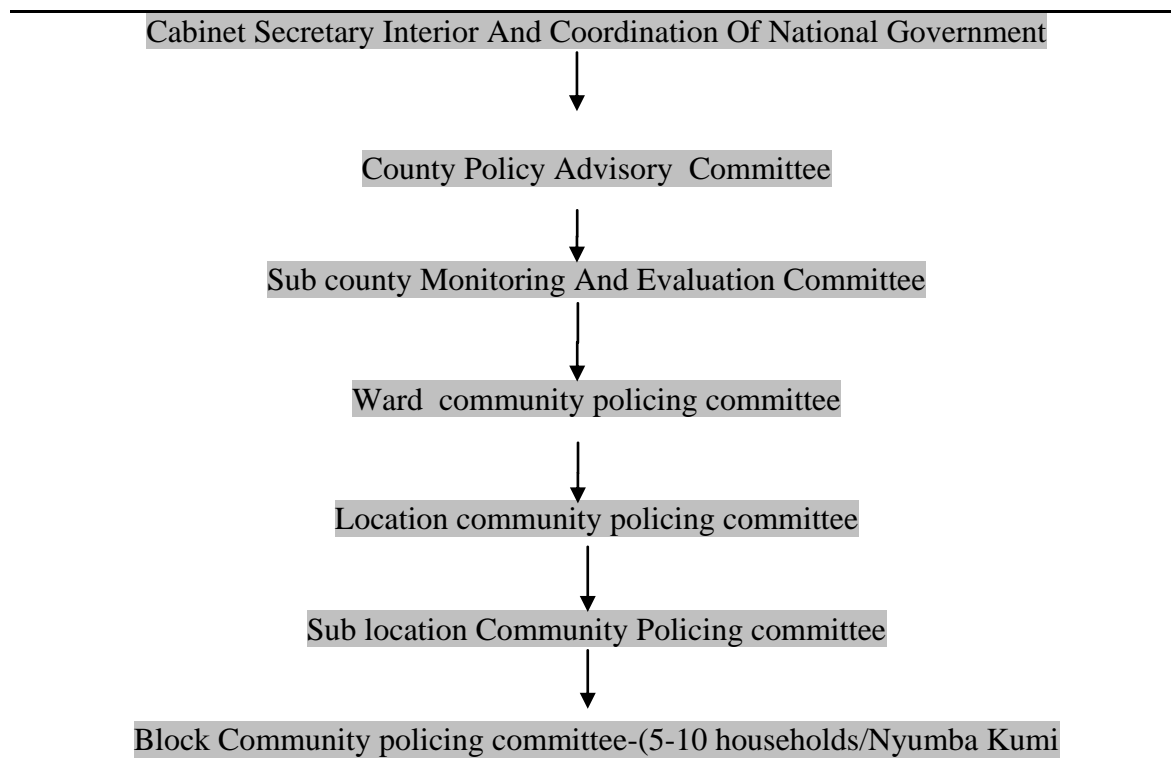 Cabinet Secretary Interior And Coordination Of National Government
County Policy Advisory  Committee
Sub county Monitoring And Evaluation Committee
Ward  community policing committee
Location community policing committee
Sub location Community Policing committee
Block Community policing committee-(5-10 households/Nyumba Kumi